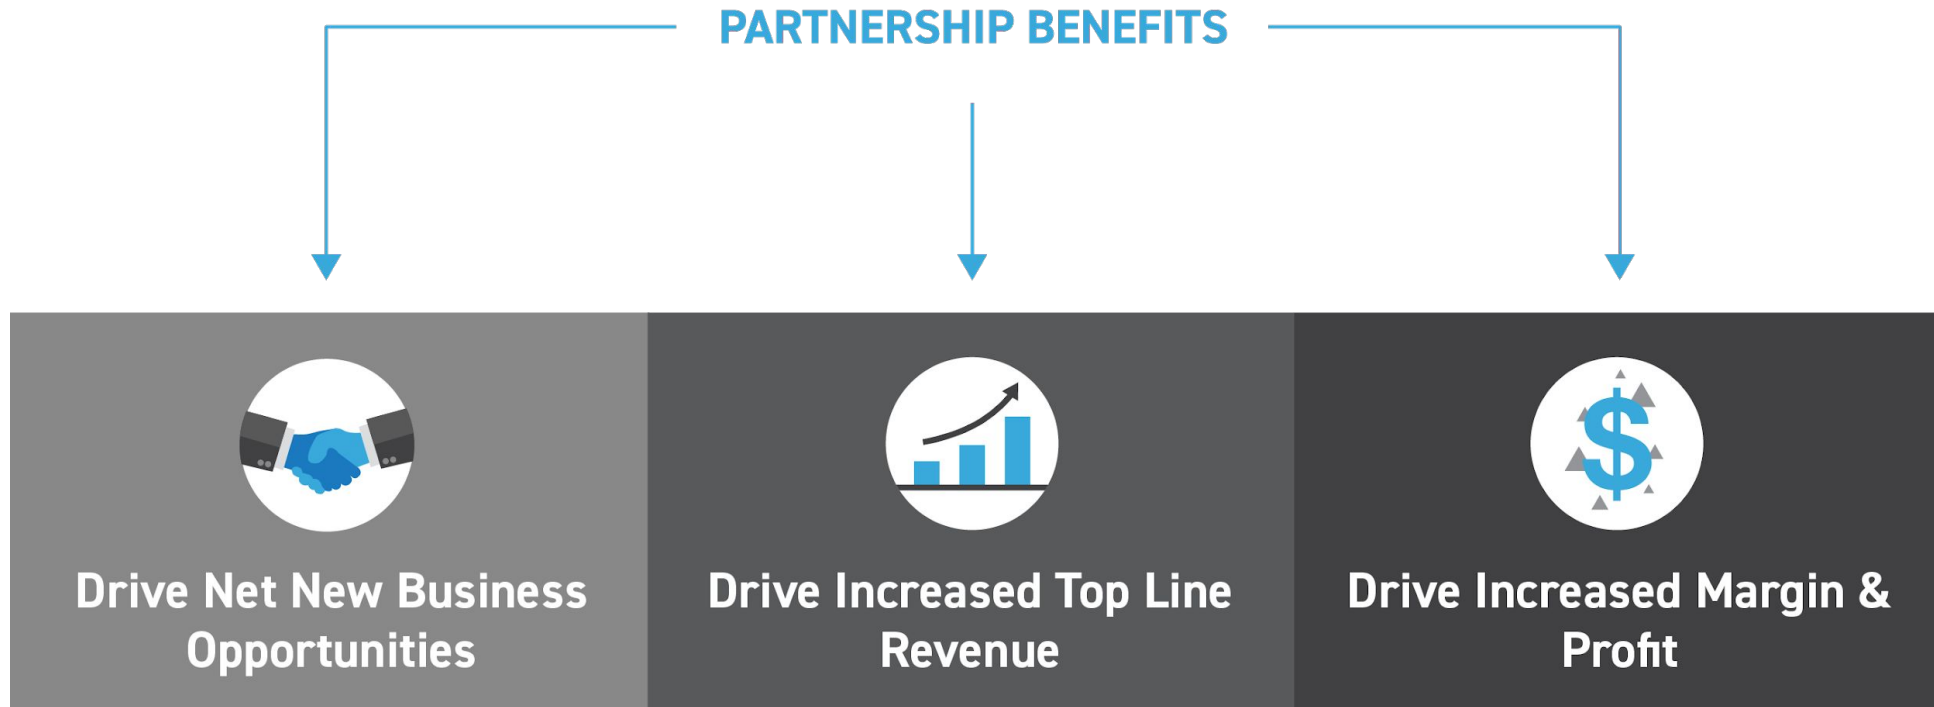 PARTNERSHIP BENEFITS
Drive Net New Business
Opportunities
Drive Increased Top Line
Revenue
Drive Increased Margin &
Profit